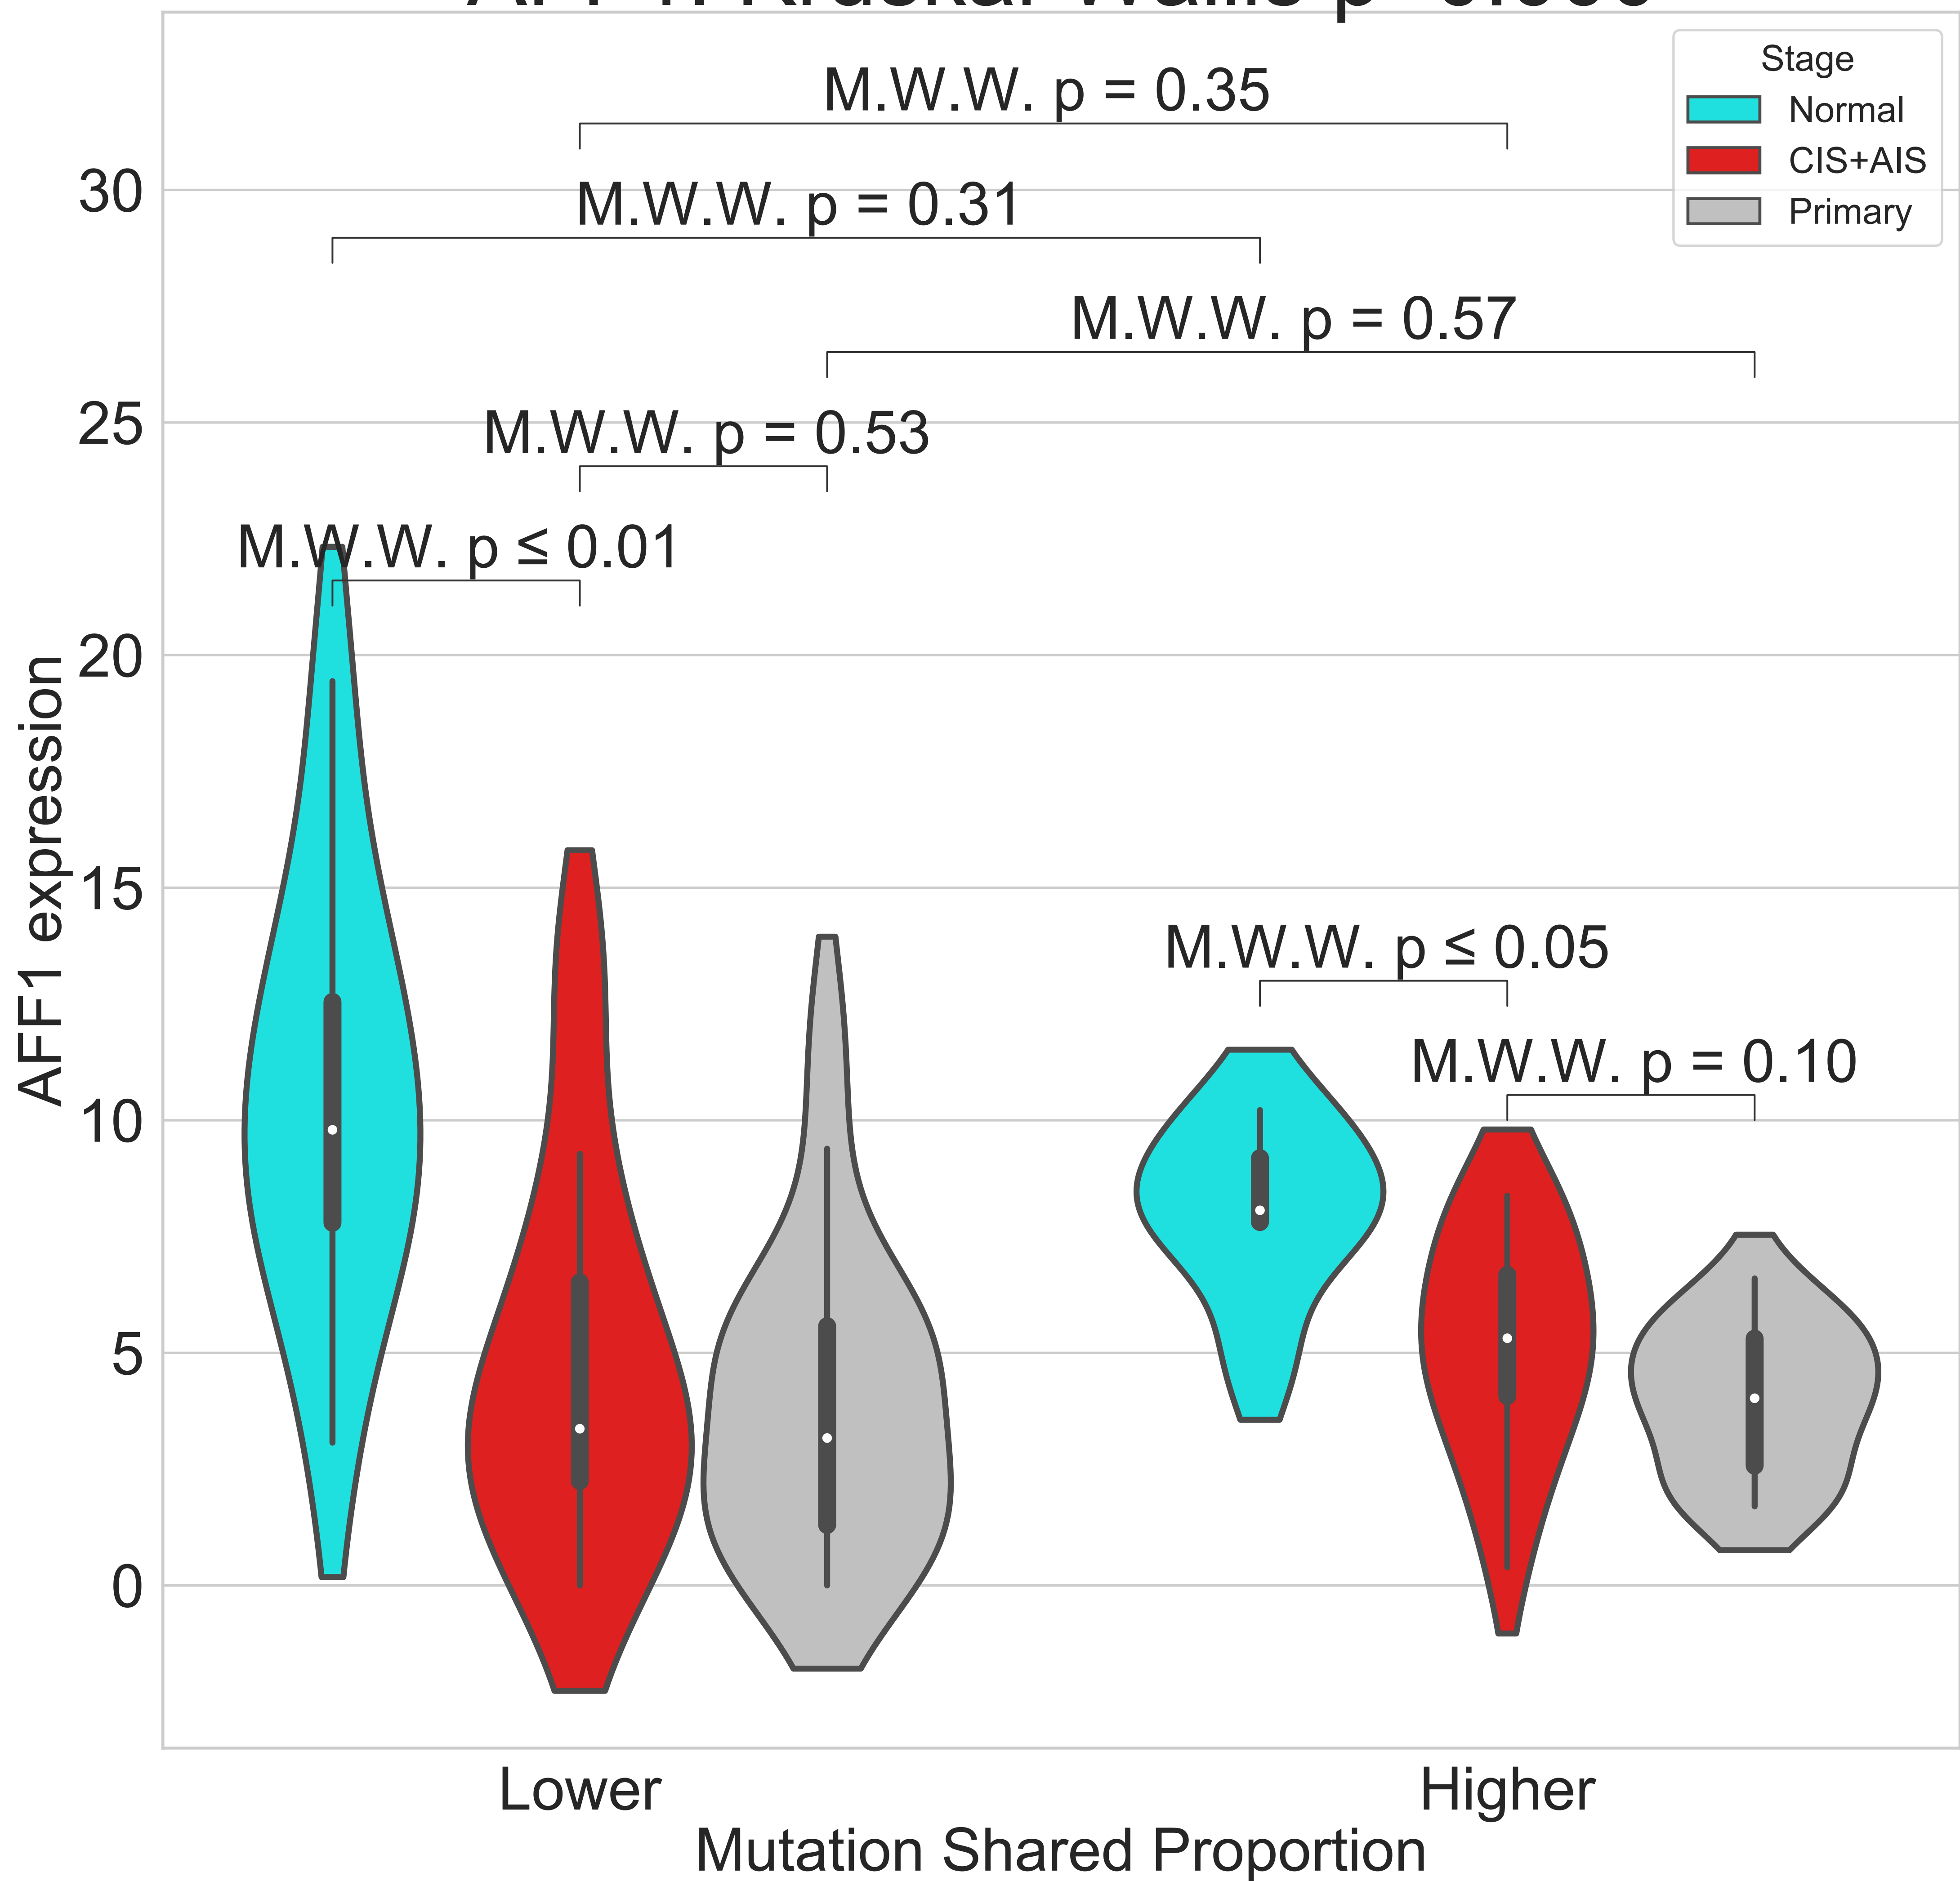 Stage
Normal
CIS+AIS
Primary
M.W.W. p = 0.35
M.W.W. p = 0.31
M.W.W. p = 0.57
M.W.W. p = 0.53
M.W.W. p ≤ 0.01
M.W.W. p ≤ 0.05
M.W.W. p = 0.10
30
25
20
15
10
5
0
AFF1 expression
Lower
Higher
Mutation Shared Proportion